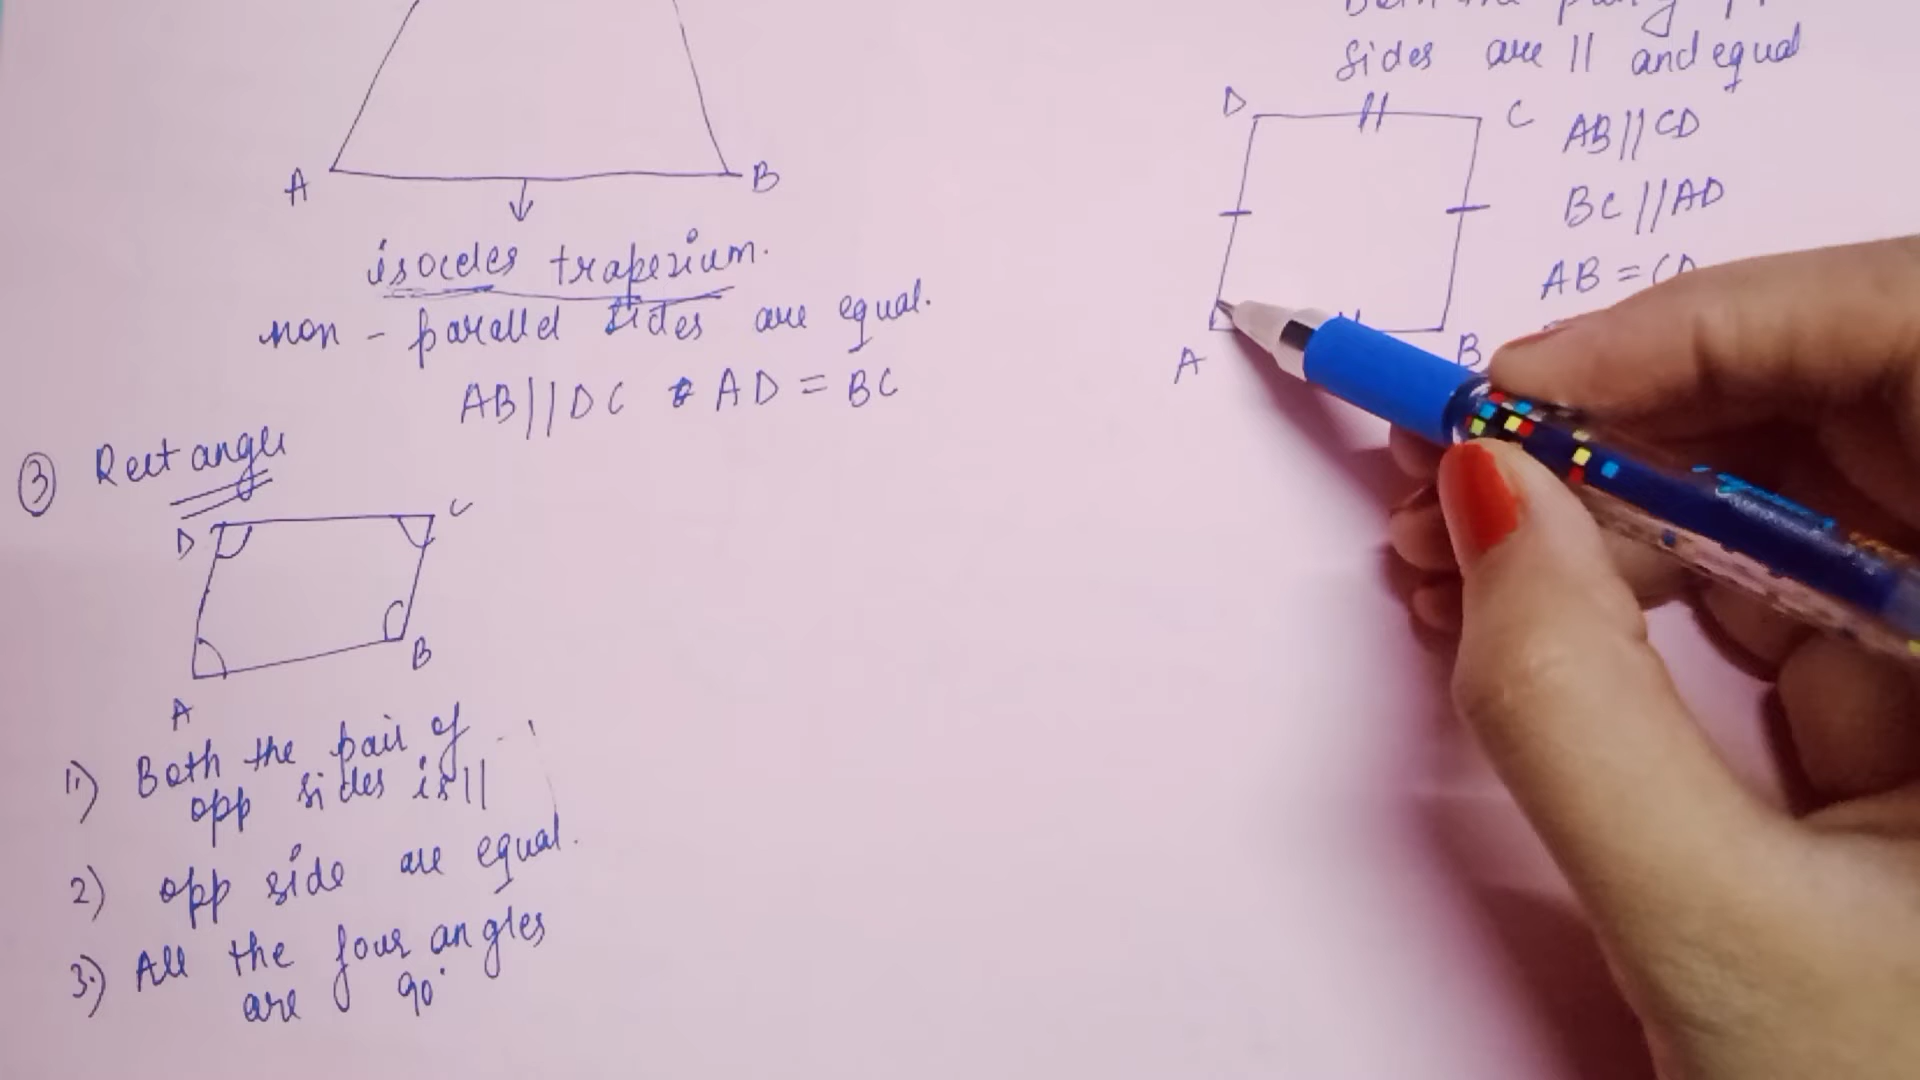 A
B
isoceles trapezium.
non - parallel sides are equal.
AB || DC & AD = BC
③ Rectangle
D
C
B
A
1) Both the pair of
opp sides is ||
2) opp side are equal.
3) All the four angles
are 90°
sides are || and equal
D
C
AB || CD
BC || AD
AB = CD
A
B